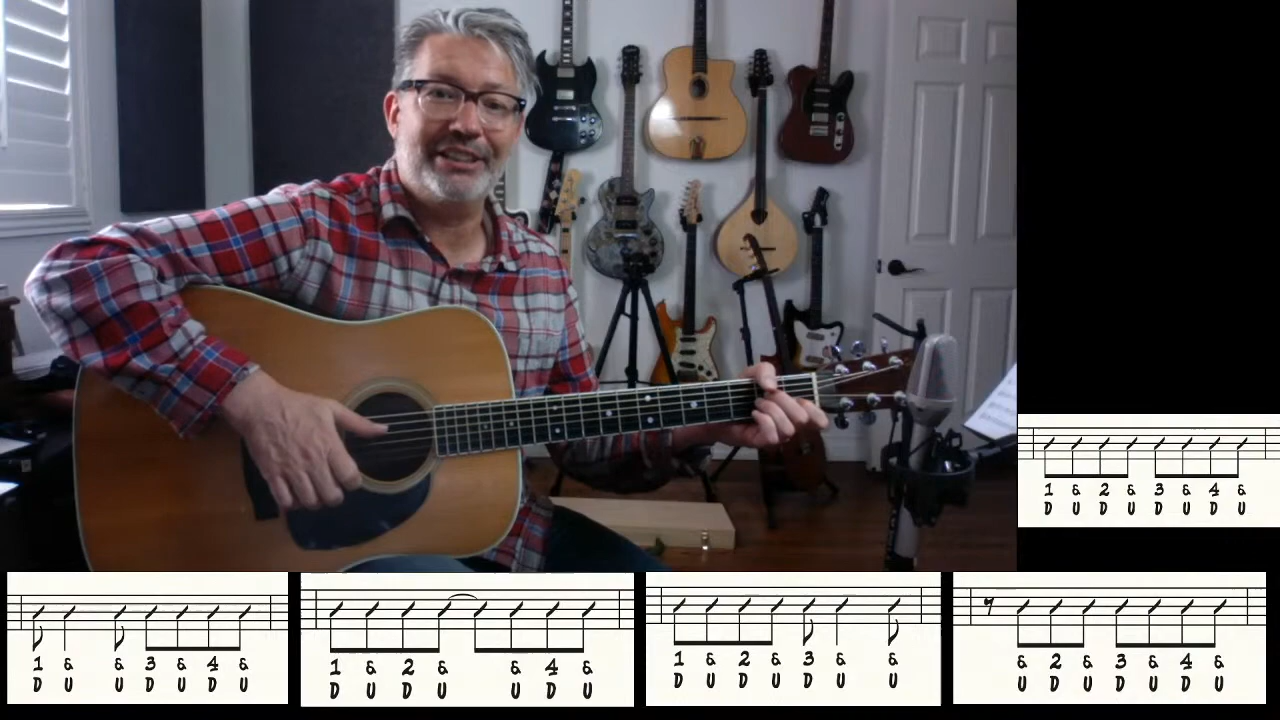 1 & 2 & 3 & 4 &
D U D U D U D U
1 & & 3 & 4 &
D U U D U D U
1 & 2 & & 4 &
D U D U U D U
1 & 2 & 3 & &
D U D U D U U
& 2 & 3 & 4 &
U D U D U D U